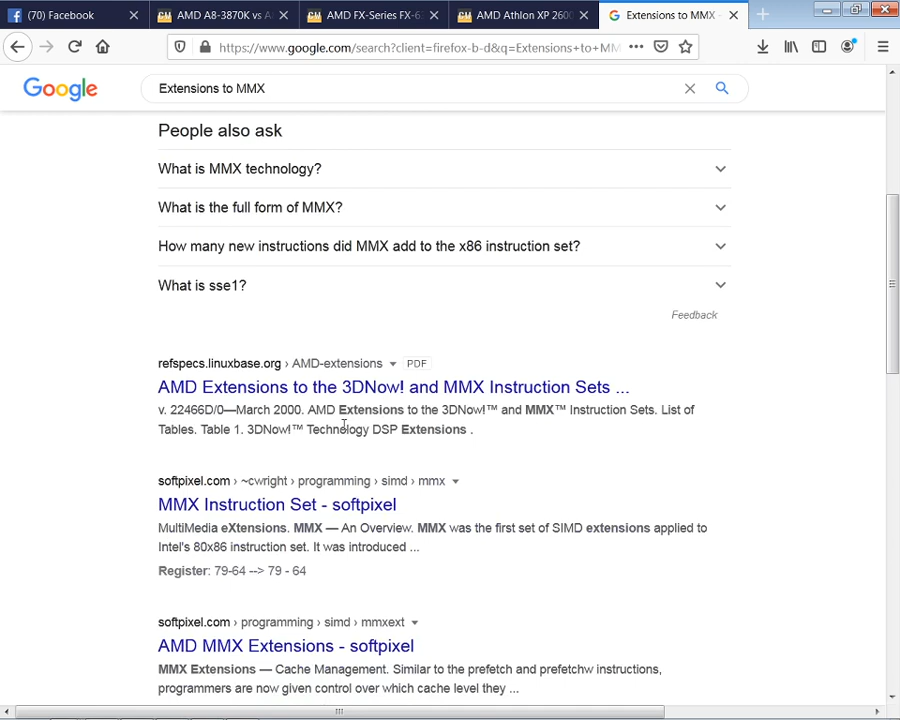 (70) Facebook
AMD A8-3870K vs A
AMD FX-Series FX-6
AMD Athlon XP 2600
Extensions to MMX -
https://www.google.com/search?client=firefox-b-d&q=Extensions+to+MM
Google
Extensions to MMX
People also ask
What is MMX technology?
What is the full form of MMX?
How many new instructions did MMX add to the x86 instruction set?
What is sse1?
Feedback
refspecs.linuxbase.org › AMD-extensions PDF
AMD Extensions to the 3DNow! and MMX Instruction Sets ...
v. 22466D/0—March 2000. AMD Extensions to the 3DNow!™ and MMX™ Instruction Sets. List of
Tables. Table 1. 3DNow!™ Technology DSP Extensions .
softpixel.com › ~cwright › programming › simd › mmx
MMX Instruction Set - softpixel
MultiMedia eXtensions. MMX — An Overview. MMX was the first set of SIMD extensions applied to
Intel's 80x86 instruction set. It was introduced ...
Register: 79-64 --> 79 - 64
softpixel.com › programming › simd › mmxext
AMD MMX Extensions - softpixel
MMX Extensions — Cache Management. Similar to the prefetch and prefetchw instructions,
programmers are now given control over which cache level they ...